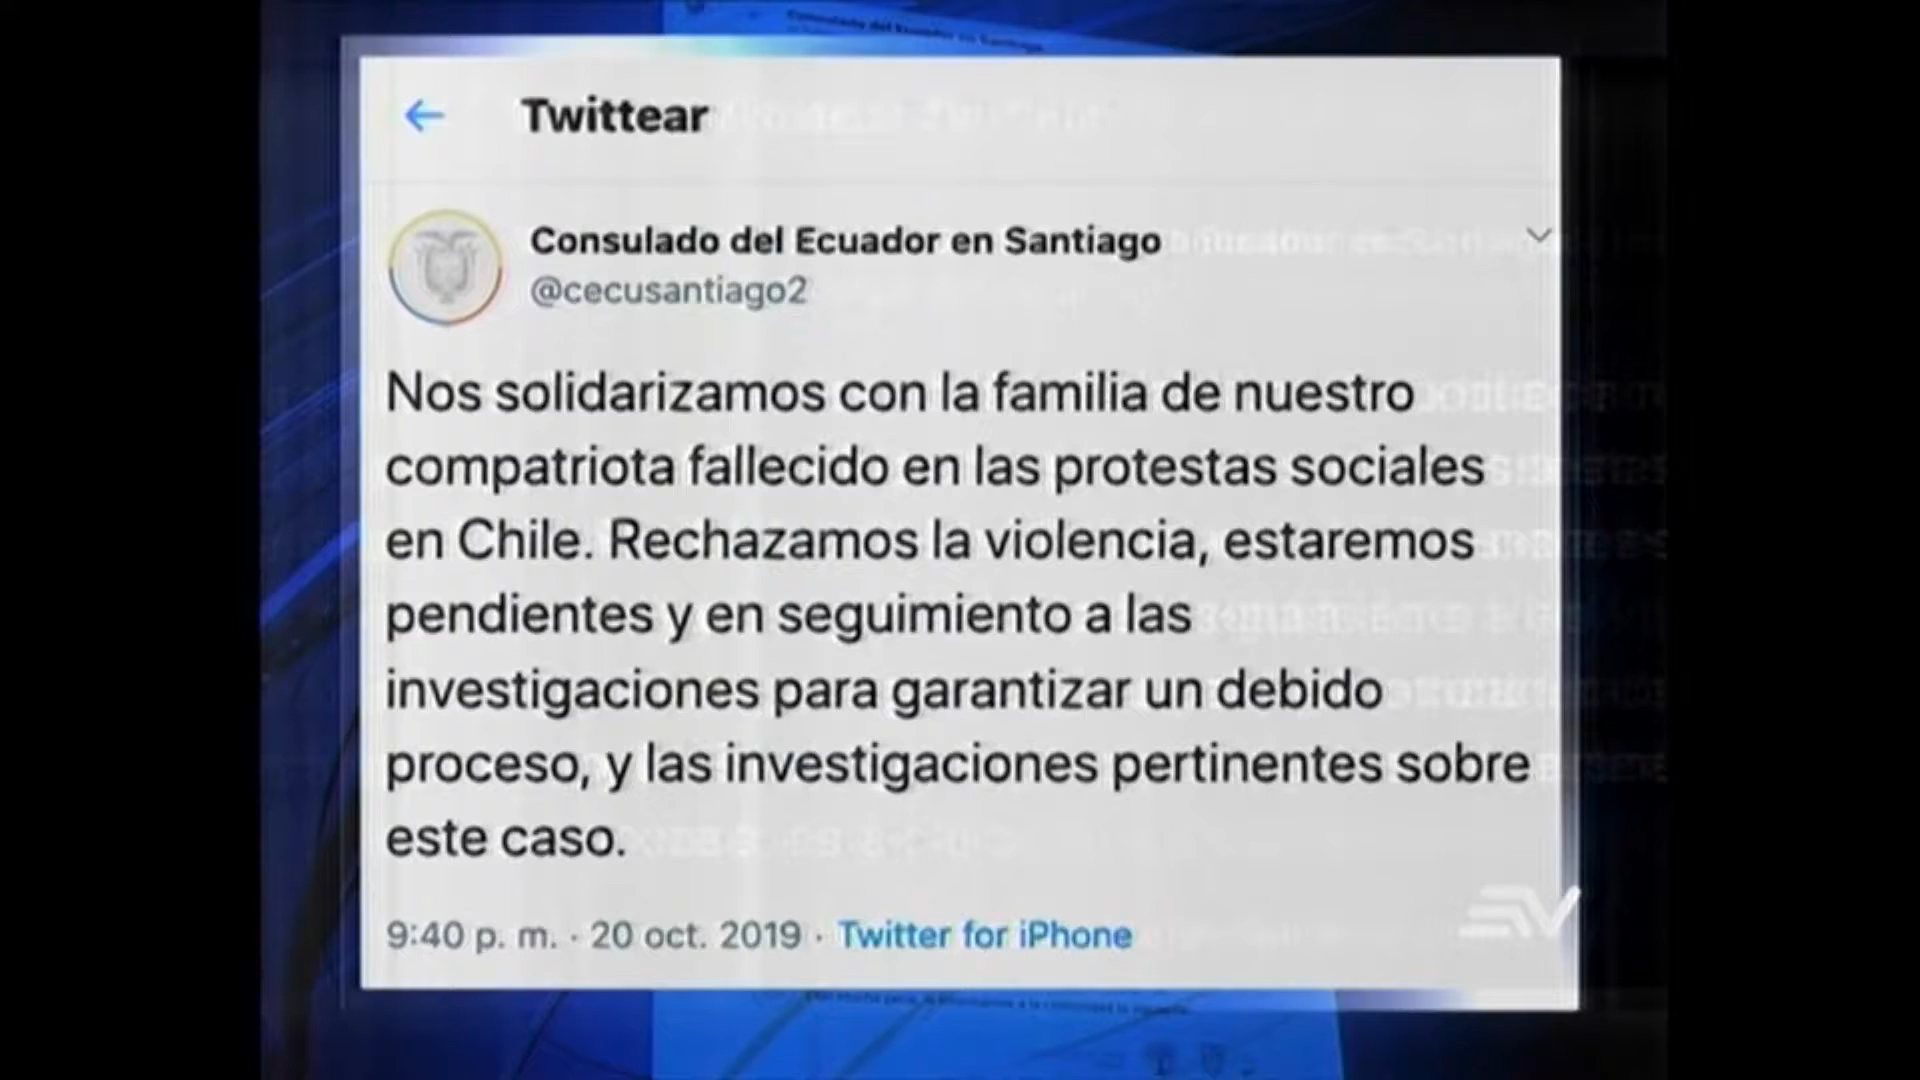 Twittear
Consulado del Ecuador en Santiago
@cecusantiago2
Nos solidarizamos con la familia de nuestro
compatriota fallecido en las protestas sociales
en Chile. Rechazamos la violencia, estaremos
pendientes y en seguimiento a las
investigaciones para garantizar un debido
proceso, y las investigaciones pertinentes sobre
este caso.
9:40 p. m. · 20 oct. 2019 · Twitter for iPhone